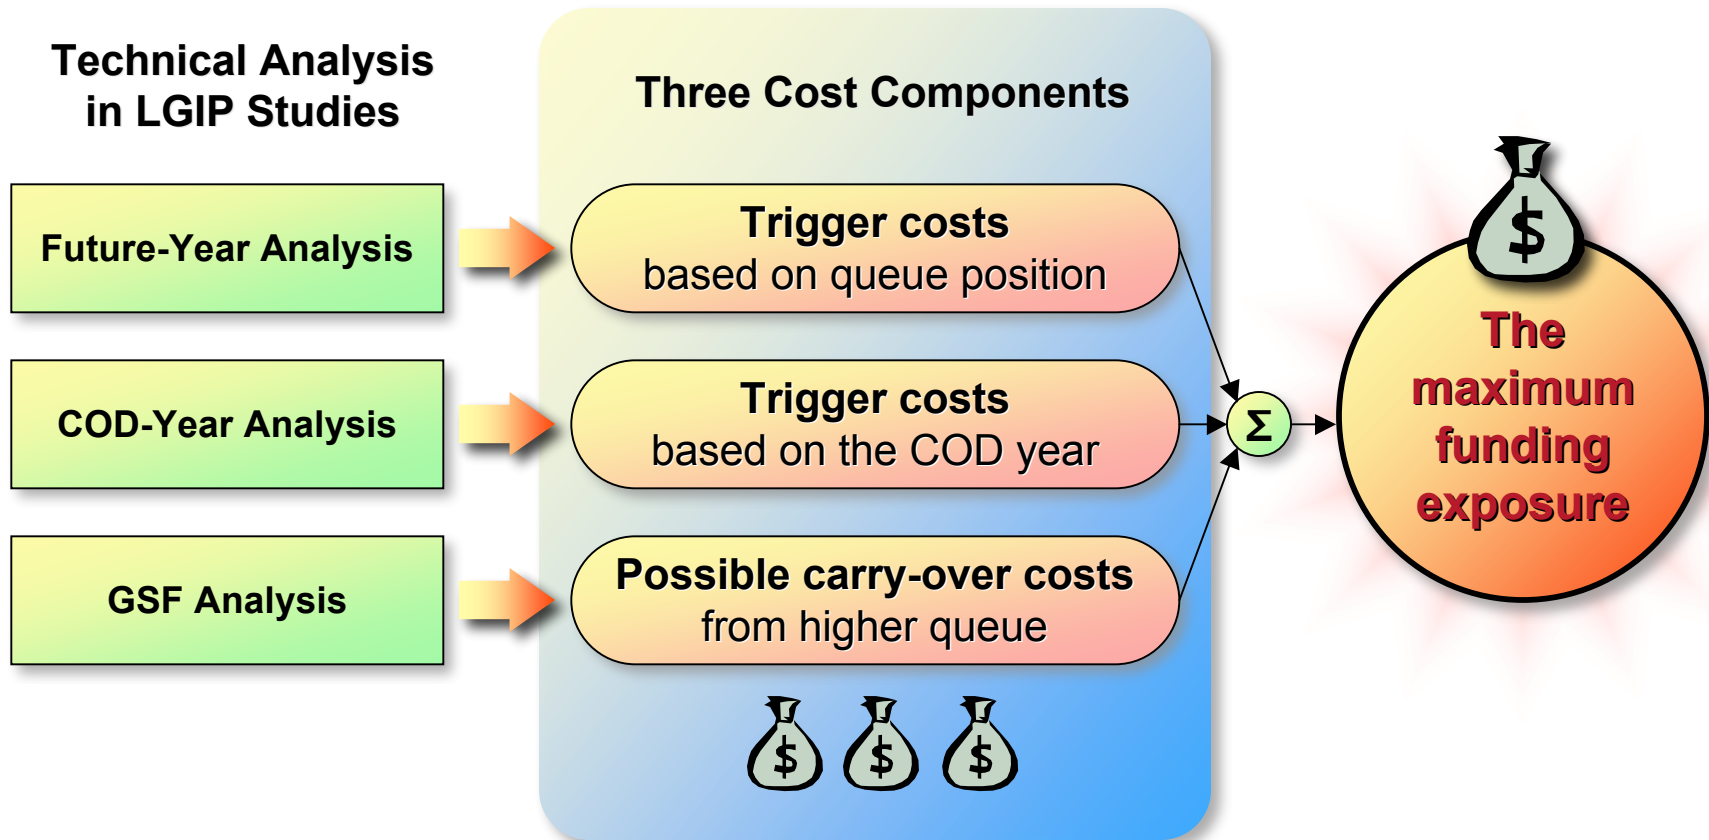 Technical Analysis
in LGIP Studies
Three Cost Components
Future-Year Analysis
Trigger costs
based on queue position
COD-Year Analysis
Trigger costs
based on the COD year
GSF Analysis
Possible carry-over costs
from higher queue
$ $ $
Σ
$
The
maximum
funding
exposure